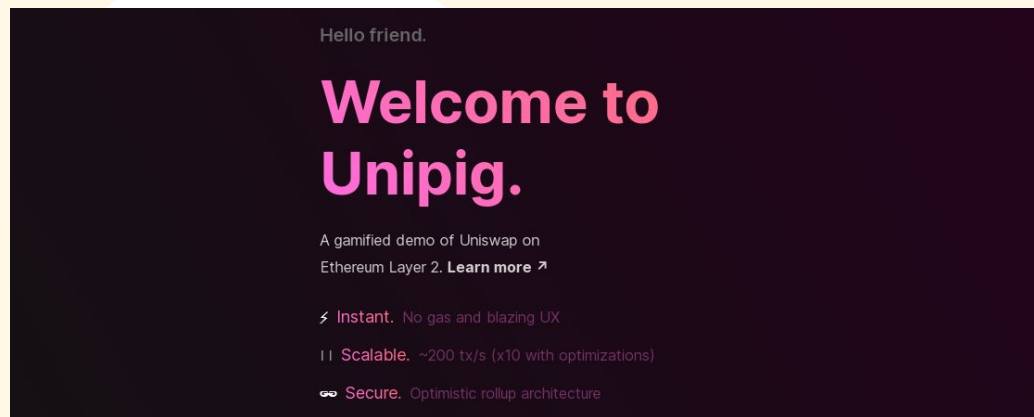 Hello friend.
Welcome to
Unipig.
A gamified demo of Uniswap on
Ethereum Layer 2. Learn more ↗
⚡ Instant. No gas and blazing UX
Scalable. ~200 tx/s (x10 with optimizations)
Secure. Optimistic rollup architecture